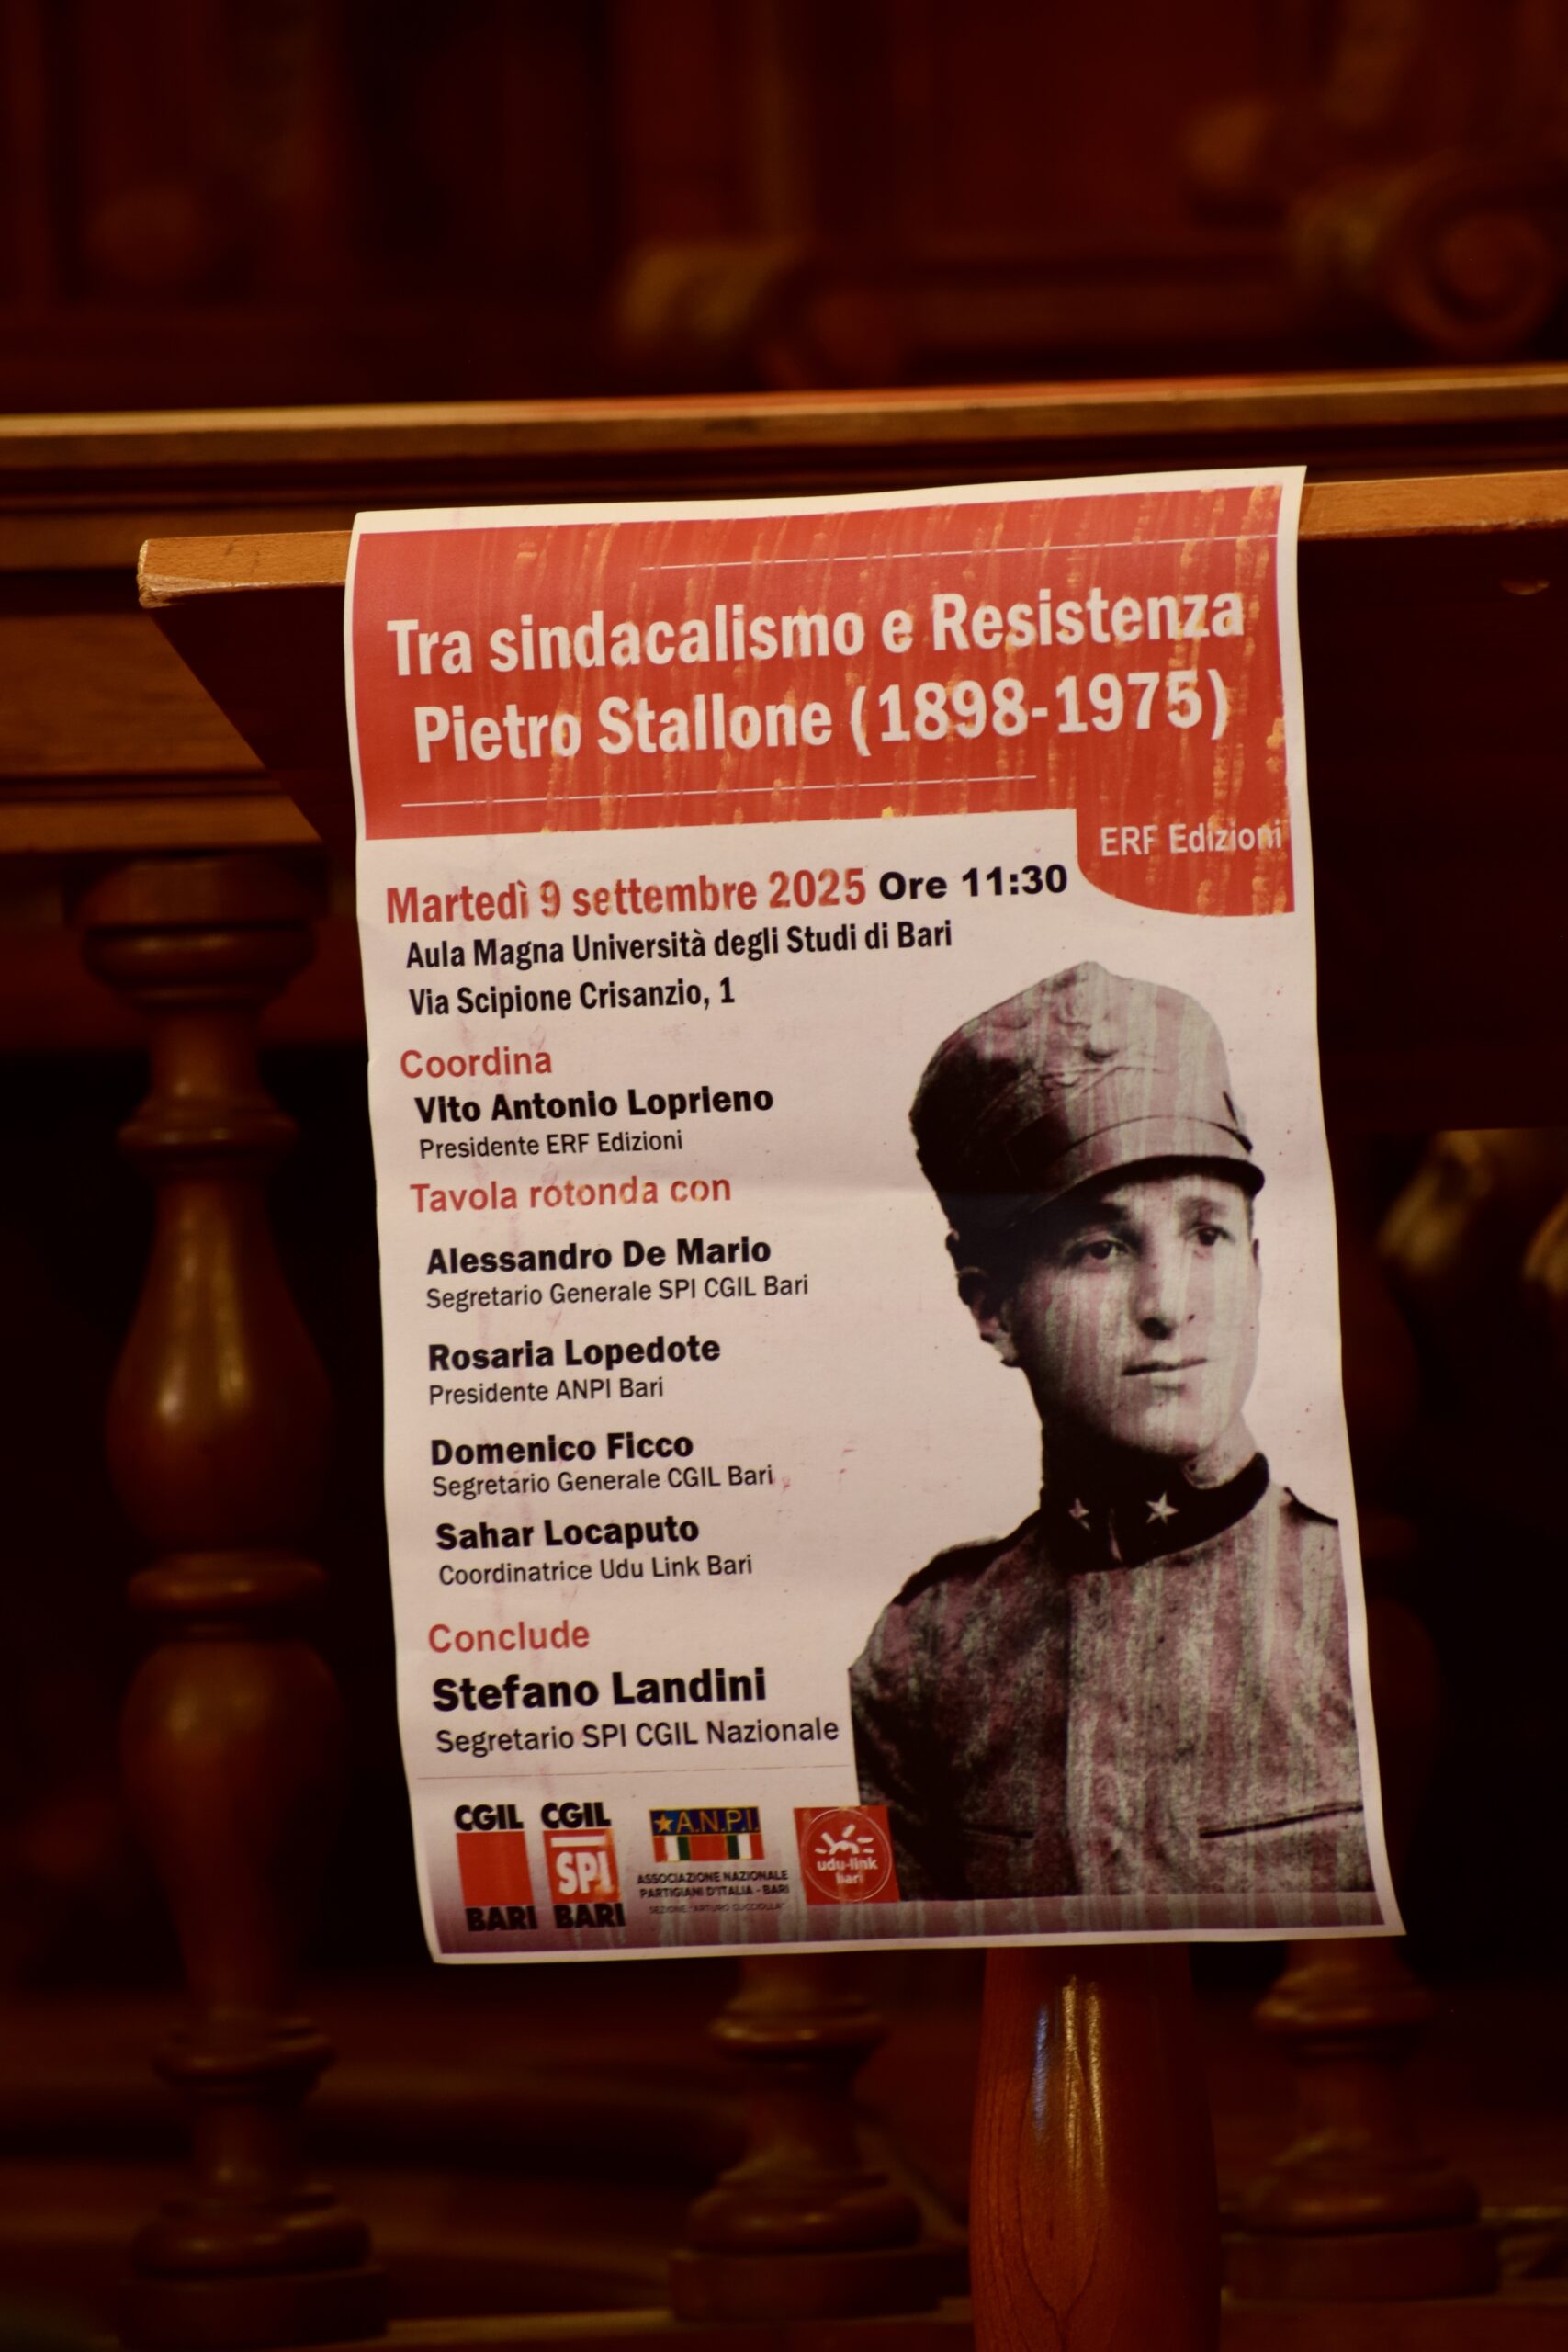 Tra sindacalismo e Resistenza
Pietro Stallone (1898-1975)
ERF Edizioni
Martedì 9 settembre 2025 Ore 11:30
Aula Magna Università degli Studi di Bari
Via Scipione Crisanzio, 1
Coordina
Vito Antonio Loprieno
Presidente ERF Edizioni
Tavola rotonda con
Alessandro De Mario
Segretario Generale SPI CGIL Bari
Rosaria Lopedote
Presidente ANPI Bari
Domenico Ficco
Segretario Generale CGIL Bari
Sahar Locaputo
Coordinatrice Udu Link Bari
Conclude
Stefano Landini
Segretario SPI CGIL Nazionale
CGIL
BARI
CGIL
SPI
BARI
A.N.P.I.
ASSOCIAZIONE NAZIONALE
PARTIGIANI D'ITALIA - BARI
SEZIONE "ARTURO CUCCIOLLA"
udu-link
bari